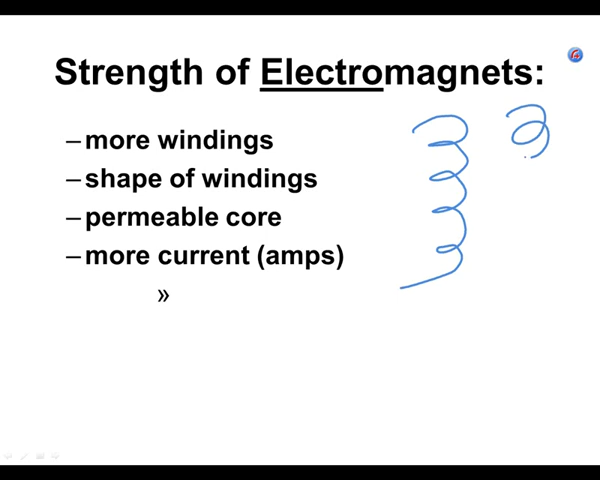 Strength of Electromagnets:
–more windings
–shape of windings
–permeable core
–more current (amps)
»